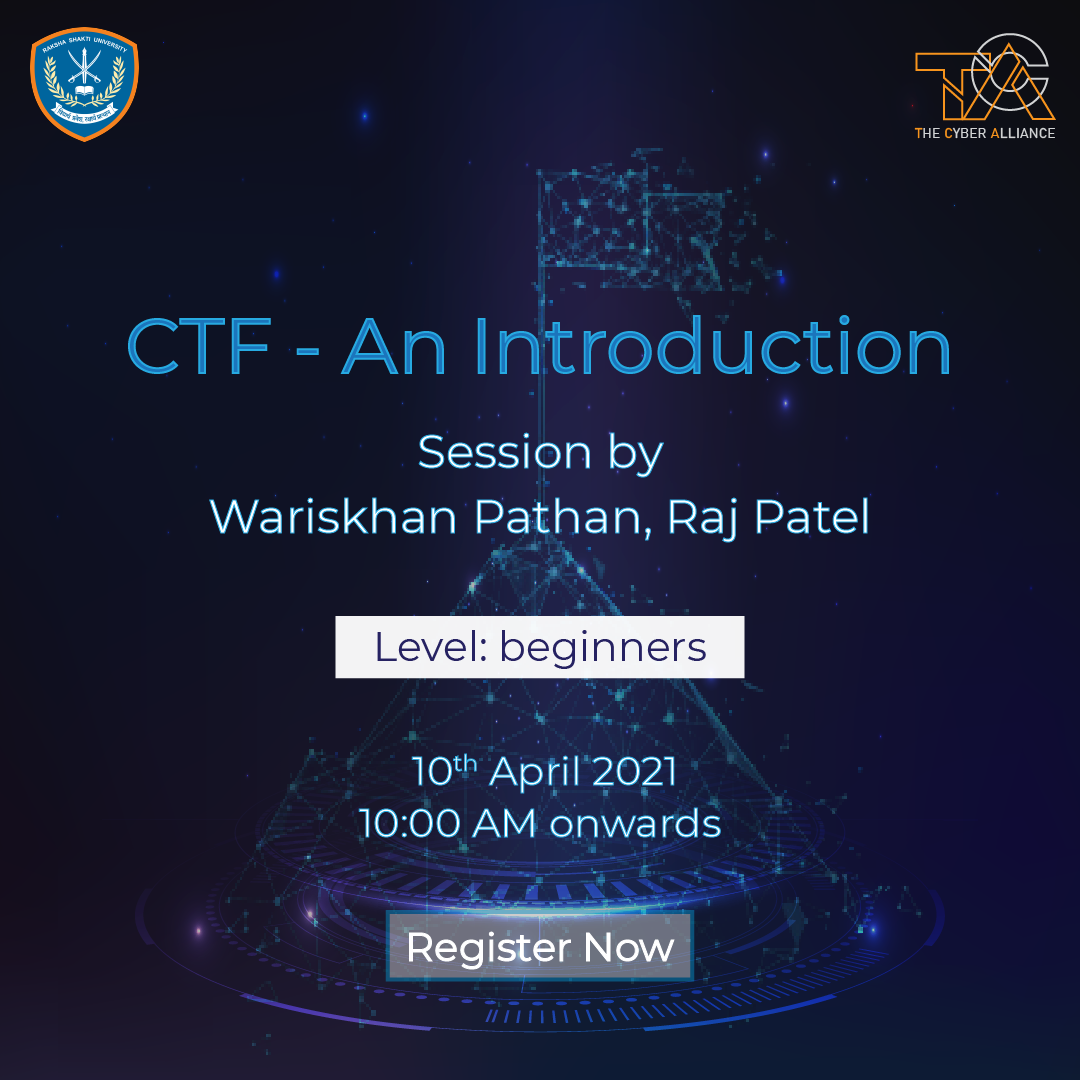 RAKSHA SHAKTI UNIVERSITY
THE CYBER ALLIANCE
CTF - An Introduction
Session by
Wariskhan Pathan, Raj Patel
Level: beginners
10th April 2021
10:00 AM onwards
Register Now